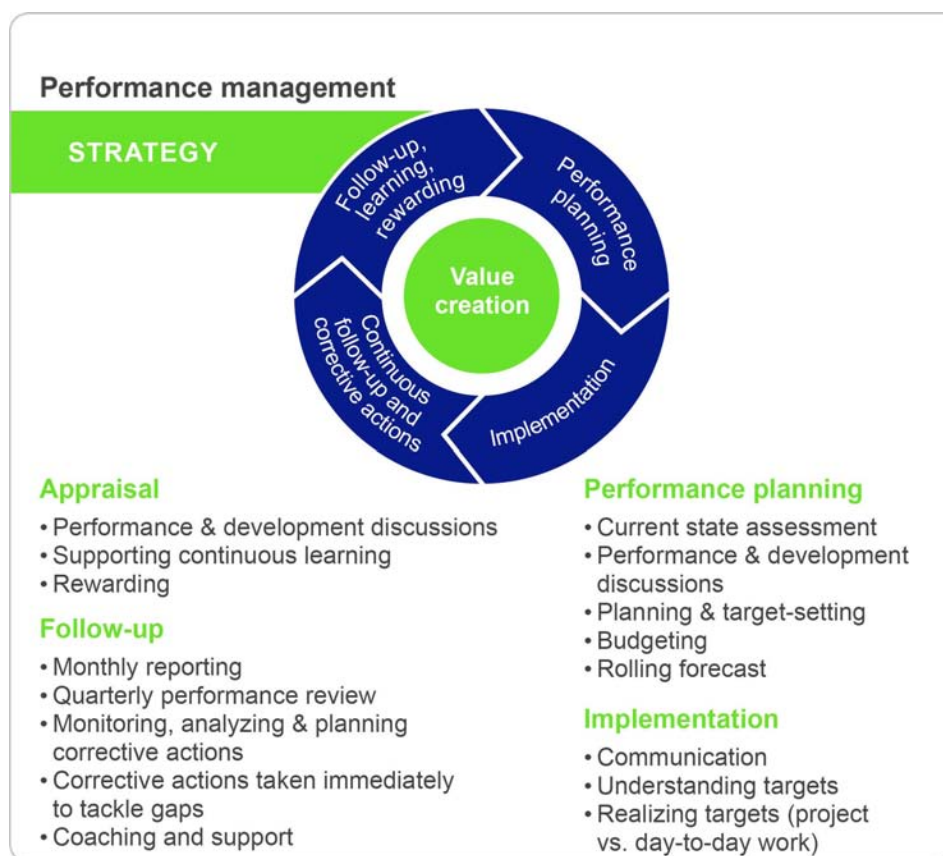 Performance management
STRATEGY
Follow-up,
learning,
rewarding
Performance
planning
Value
creation
Continuous
follow-up and
corrective actions
Implementation
Appraisal
• Performance & development discussions
• Supporting continuous learning
• Rewarding
Follow-up
• Monthly reporting
• Quarterly performance review
• Monitoring, analyzing & planning
corrective actions
• Corrective actions taken immediately
to tackle gaps
• Coaching and support
Performance planning
• Current state assessment
• Performance & development
discussions
• Planning & target-setting
• Budgeting
• Rolling forecast
Implementation
• Communication
• Understanding targets
• Realizing targets (project
vs. day-to-day work)